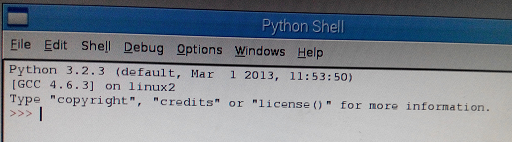 Python Shell
File Edit Shell Debug Options Windows Help
Python 3.2.3 (default, Mar  1 2013, 11:53:50)
[GCC 4.6.3] on linux2
Type "copyright", "credits" or "license()" for more information.
>>>